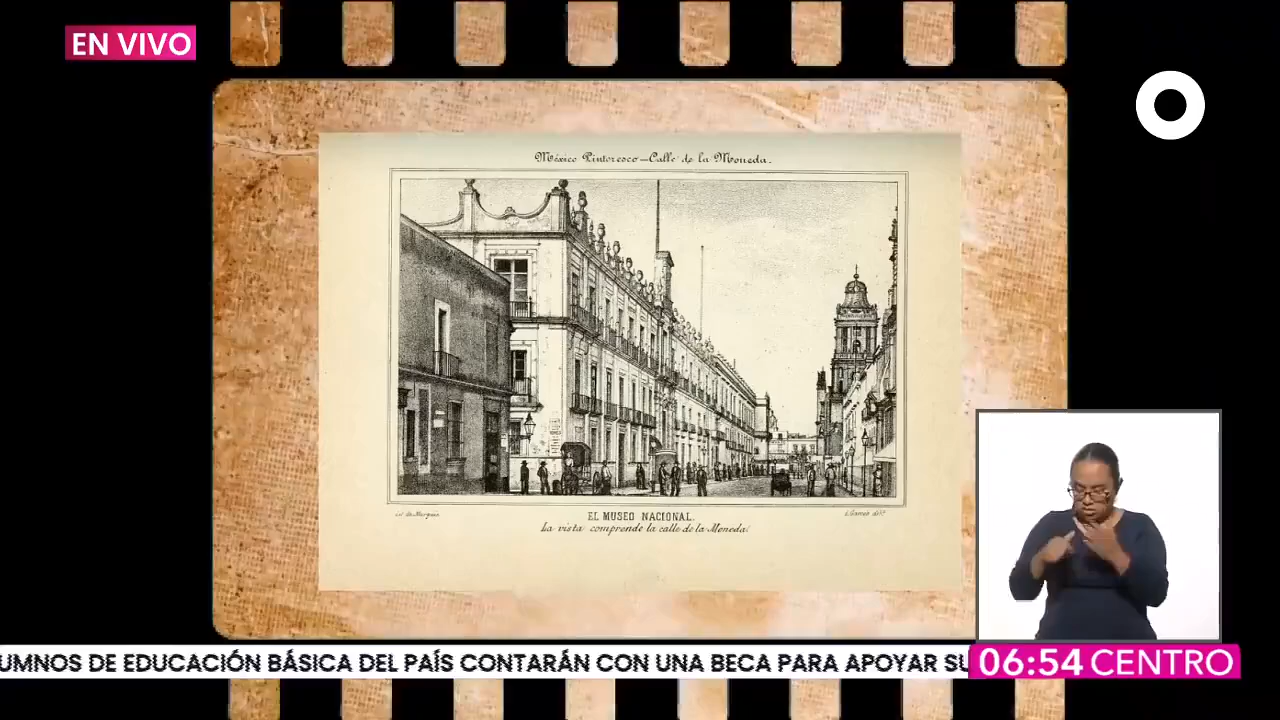 EN VIVO
México Pintoresco—Calle de la Moneda.
EL MUSEO NACIONAL.
La vista comprende la calle de la Moneda.
UMNOS DE EDUCACIÓN BÁSICA DEL PAÍS CONTARÁN CON UNA BECA PARA APOYAR SU
06:54 CENTRO